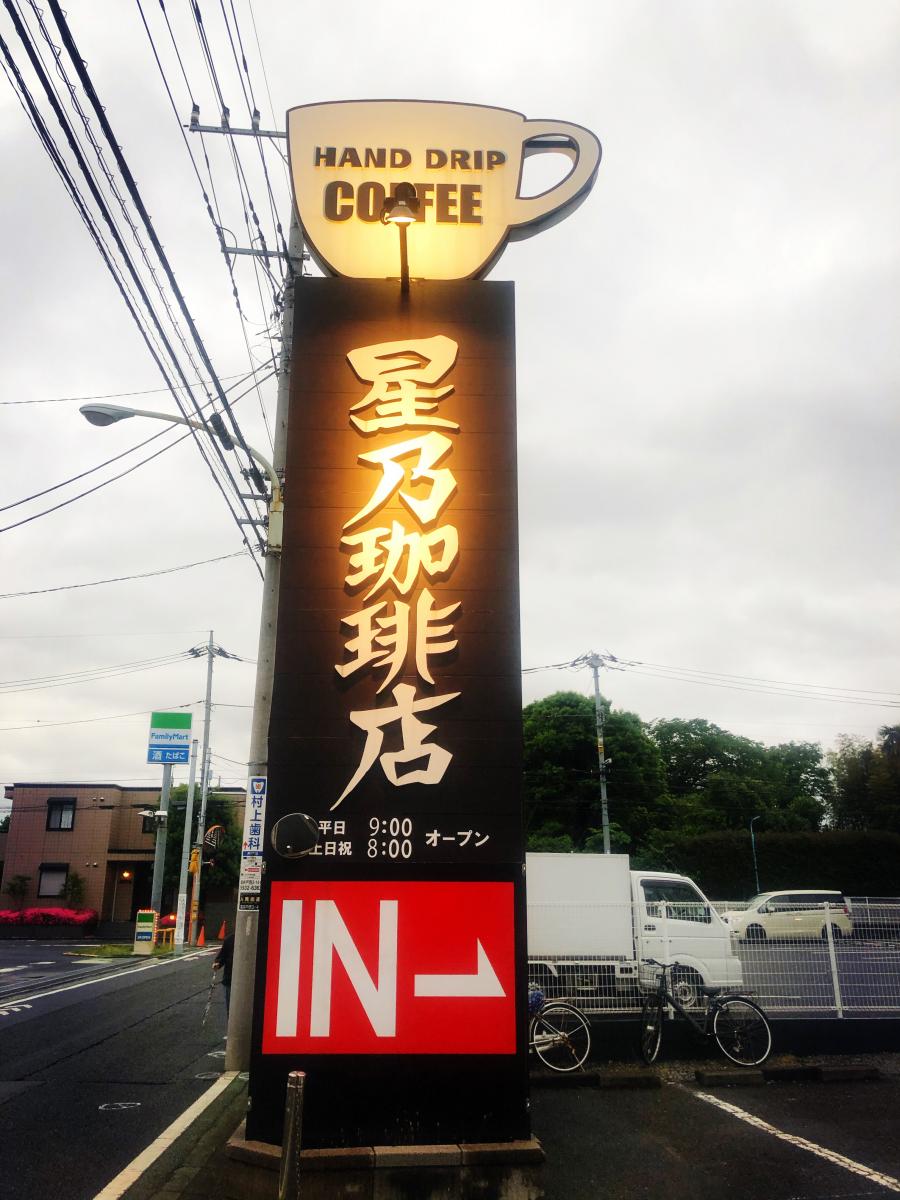 HAND DRIP
COFFEE
星乃珈琲店
平日 9:00
土日祝 8:00
オープン
IN
FamilyMart
酒 たばこ
村上歯科